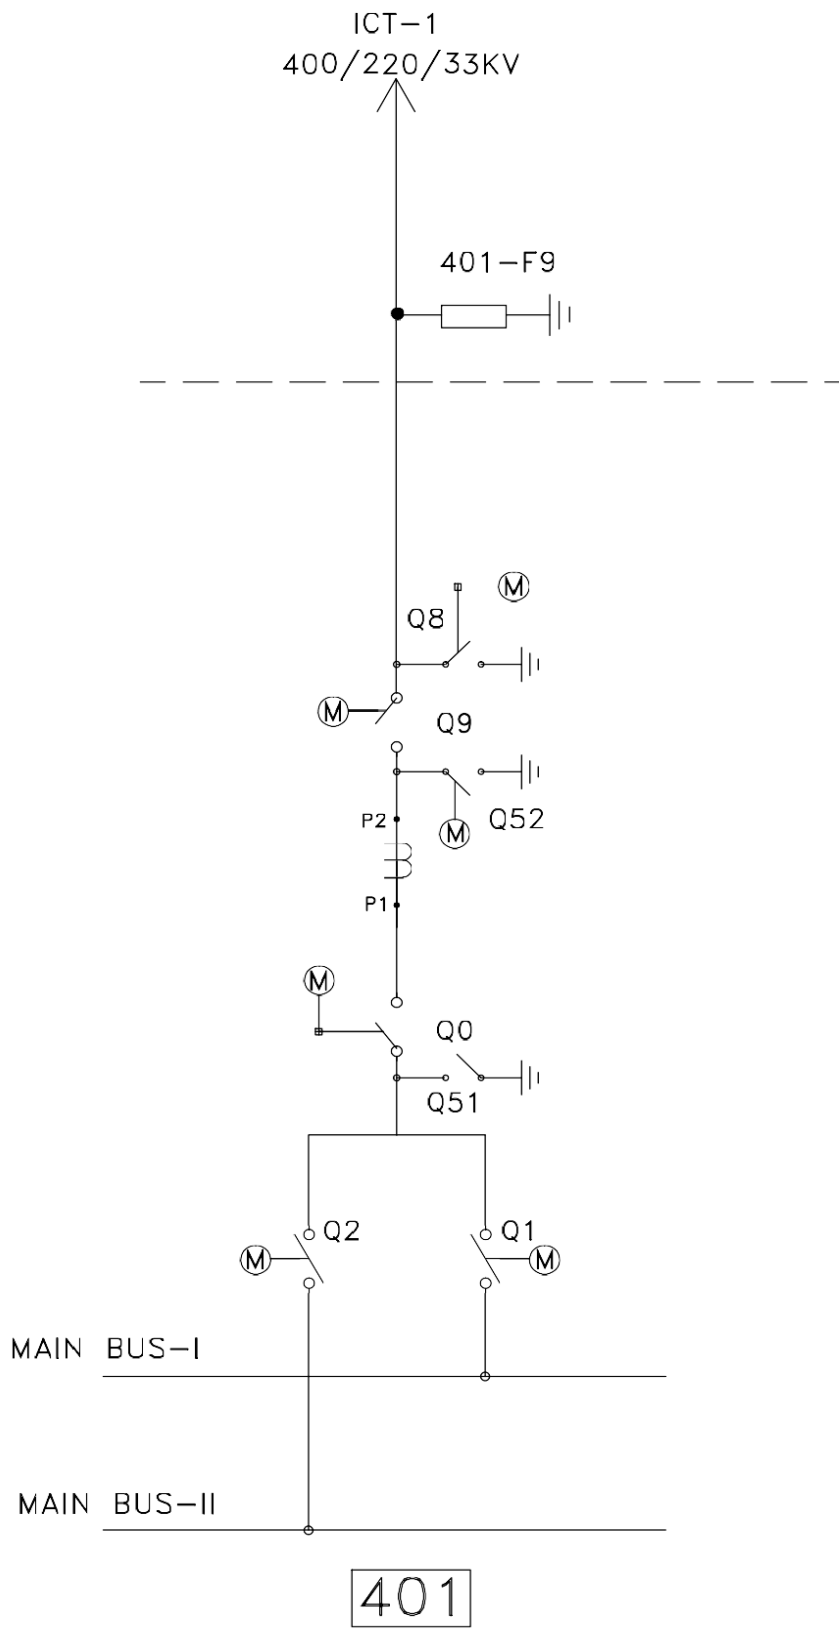 ICT-1
400/220/33KV
401-F9
M
Q8
M
Q9
P2
M
Q52
P1
M
Q0
Q51
Q2
Q1
M
M
MAIN BUS-I
MAIN BUS-II
401